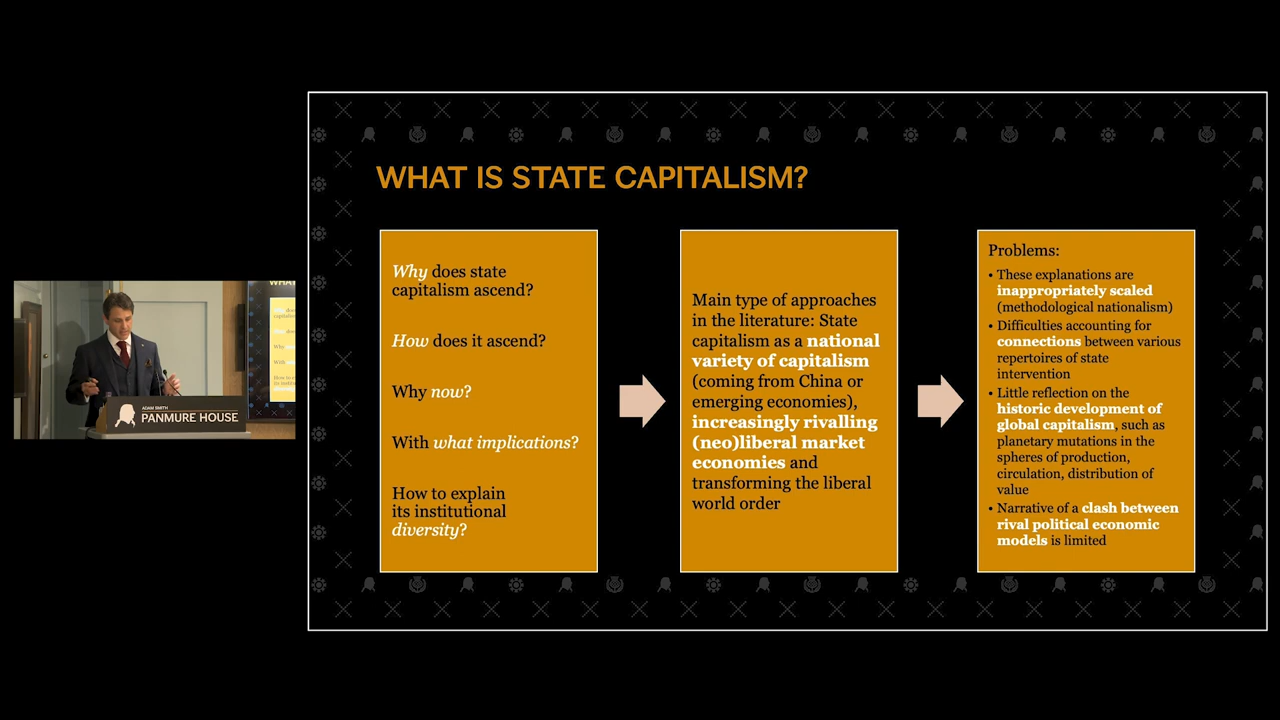 WHAT IS STATE CAPITALISM?
Why does state
capitalism ascend?
How does it ascend?
Why now?
With what implications?
How to explain
its institutional
diversity?
Main type of approaches
in the literature: State
capitalism as a national
variety of capitalism
(coming from China or
emerging economies),
increasingly rivalling
(neo)liberal market
economies and
transforming the liberal
world order
Problems:
• These explanations are
inappropriately scaled
(methodological nationalism)
• Difficulties accounting for
connections between various
repertoires of state
intervention
• Little reflection on the
historic development of
global capitalism, such as
planetary mutations in the
spheres of production,
circulation, distribution of
value
• Narrative of a clash between
rival political economic
models is limited
ADAM SMITH
PANMURE HOUSE